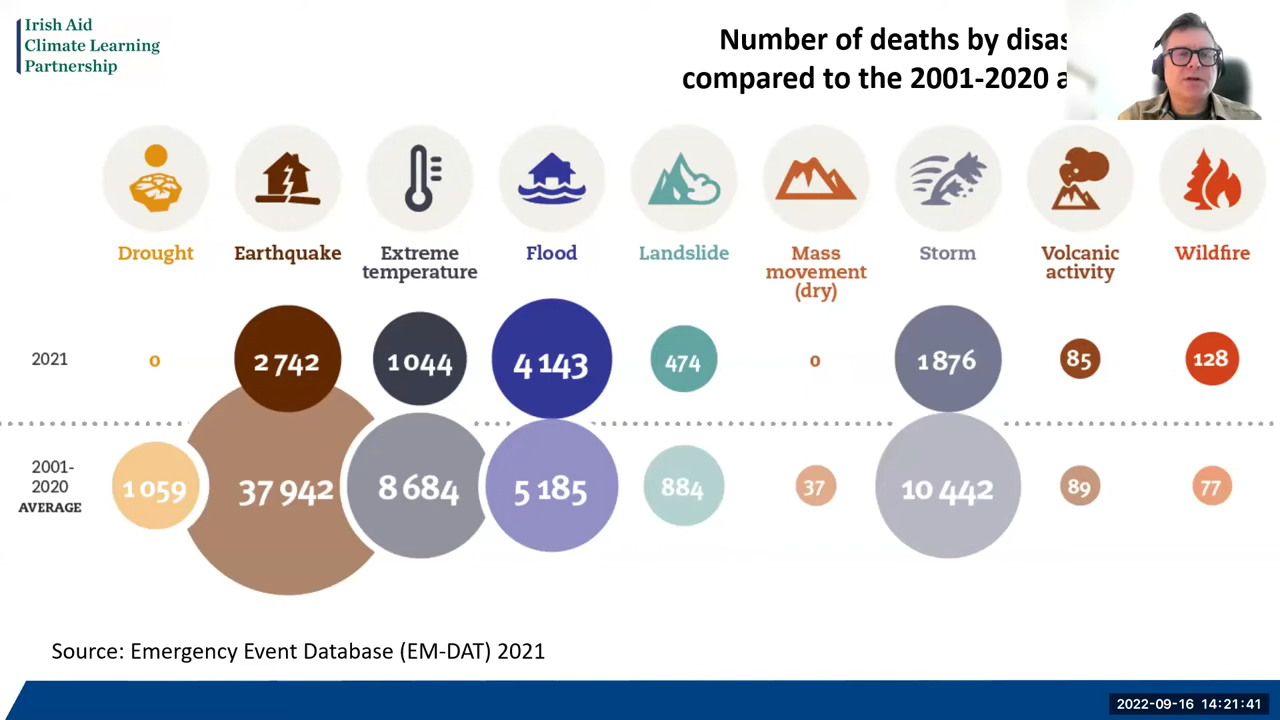 Irish Aid
Climate Learning
Partnership
Number of deaths by
compared to the 2001-2020
Drought
Earthquake
Extreme
temperature
Flood
Landslide
Mass
movement
(dry)
Storm
Volcanic
activity
Wildfire
2021
0
2 742
1 044
4 143
474
0
1 876
85
128
2001-
2020
AVERAGE
1 059
37 942
8 684
5 185
884
37
10 442
89
77
Source: Emergency Event Database (EM-DAT) 2021
2022-09-16 14:21:41